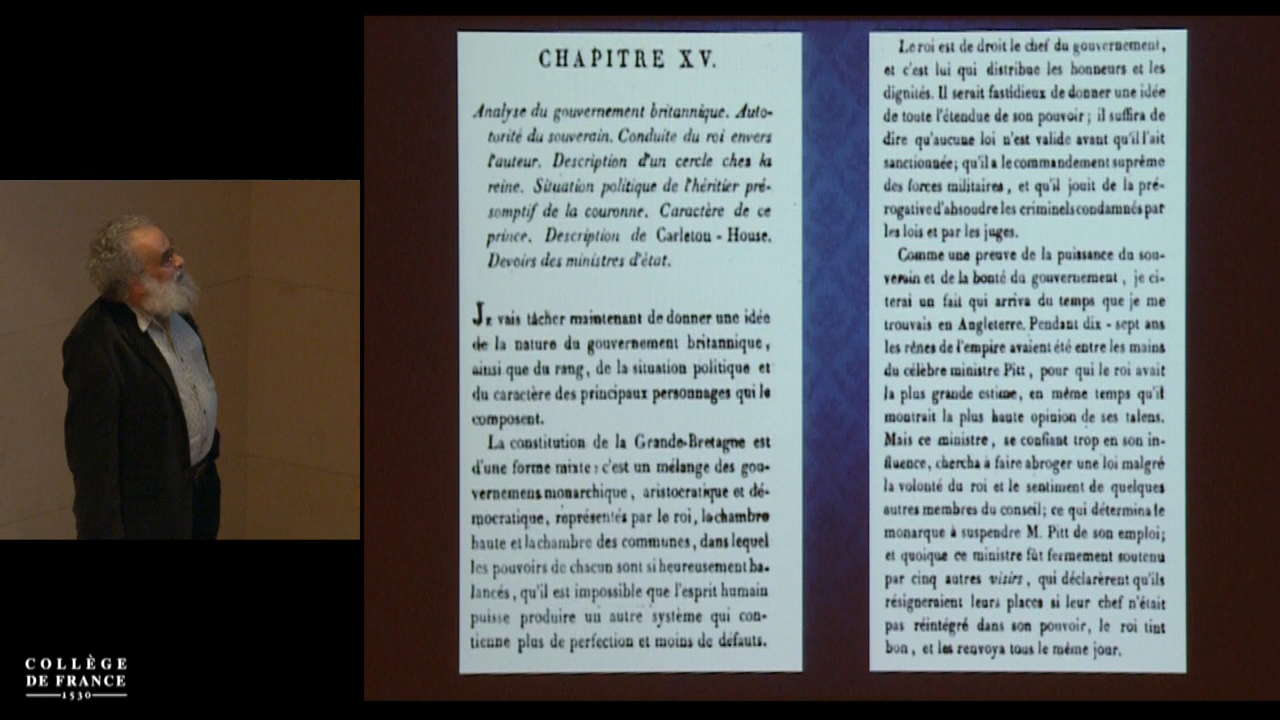 CHAPITRE XV.
Analyse du gouvernement britannique. Auto-
torité du souverain. Conduite du roi envers
l'auteur. Description d'un cercle chez la
reine. Situation politique de l'héritier pré-
somptif de la couronne. Caractère de ce
prince. Description de Carleton-House.
Devoirs des ministres d'état.
Je vais tâcher maintenant de donner une idée
de la nature du gouvernement britannique,
ainsi que du rang, de la situation politique et
du caractère des principaux personnages qui le
composent.
La constitution de la Grande-Bretagne est
d'une forme mixte : c'est un mélange des gou-
vernemens monarchique, aristocratique et dé-
mocratique, représentés par le roi, la chambre
haute et la chambre des communes, dans lequel
les pouvoirs de chacun sont si heureusement ba-
lancés, qu'il est impossible que l'esprit humain
puisse produire un autre système qui con-
tienne plus de perfection et moins de défauts.
Le roi est de droit le chef du gouvernement,
et c'est lui qui distribue les honneurs et les
dignités. Il serait fastidieux de donner une idée
de toute l'étendue de son pouvoir ; il suffira de
dire qu'aucune loi n'est valide avant qu'il l'ait
sanctionnée ; qu'il a le commandement suprême
des forces militaires, et qu'il jouit de la pré-
rogative d'absoudre les criminels condamnés par
les lois et par les juges.
Comme une preuve de la puissance du sou-
verain et de la bonté du gouvernement, je ci-
terai un fait qui arriva du temps que je me
trouvais en Angleterre. Pendant dix-sept ans
les rênes de l'empire avaient été entre les mains
du célèbre ministre Pitt, pour qui le roi avait
la plus grande estime, en même temps qu'il
montrait la plus haute opinion de ses talens.
Mais ce ministre, se confiant trop en son in-
fluence, chercha à faire abroger une loi malgré
la volonté du roi et le sentiment de quelques
autres membres du conseil ; ce qui détermina le
monarque à suspendre M. Pitt de son emploi ;
et quoique ce ministre fût fermement soutenu
par cinq autres visirs, qui déclarèrent qu'ils
résigneraient leurs places si leur chef n'était
pas réintégré dans son pouvoir, le roi tint
bon, et les renvoya tous le même jour.
COLLÈGE
DE FRANCE
1530